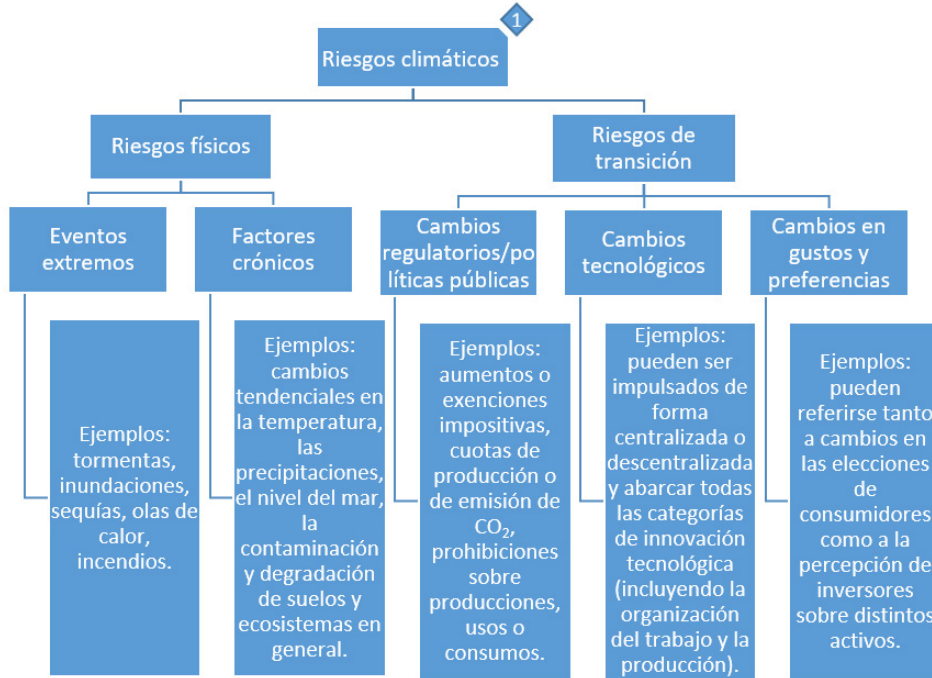 1
Riesgos climáticos
Riesgos físicos
Riesgos de
transición
Eventos
extremos
Factores
crónicos
Cambios
regulatorios/po
líticas públicas
Cambios
tecnológicos
Cambios en
gustos y
preferencias
Ejemplos:
tormentas,
inundaciones,
sequías, olas de
calor,
incendios.
Ejemplos:
cambios
tendenciales en
la temperatura,
las
precipitaciones,
el nivel del mar,
la
contaminación
y degradación
de suelos y
ecosistemas en
general.
Ejemplos:
aumentos o
exenciones
impositivas,
cuotas de
producción o
de emisión de
CO₂,
prohibiciones
sobre
producciones,
usos o
consumos.
Ejemplos:
pueden ser
impulsados de
forma
centralizada o
descentralizada
y abarcar todas
las categorías
de innovación
tecnológica
(incluyendo la
organización
del trabajo y la
producción).
Ejemplos:
pueden
referirse tanto
a cambios en
las elecciones
de
consumidores
como a la
percepción de
inversores
sobre distintos
activos.